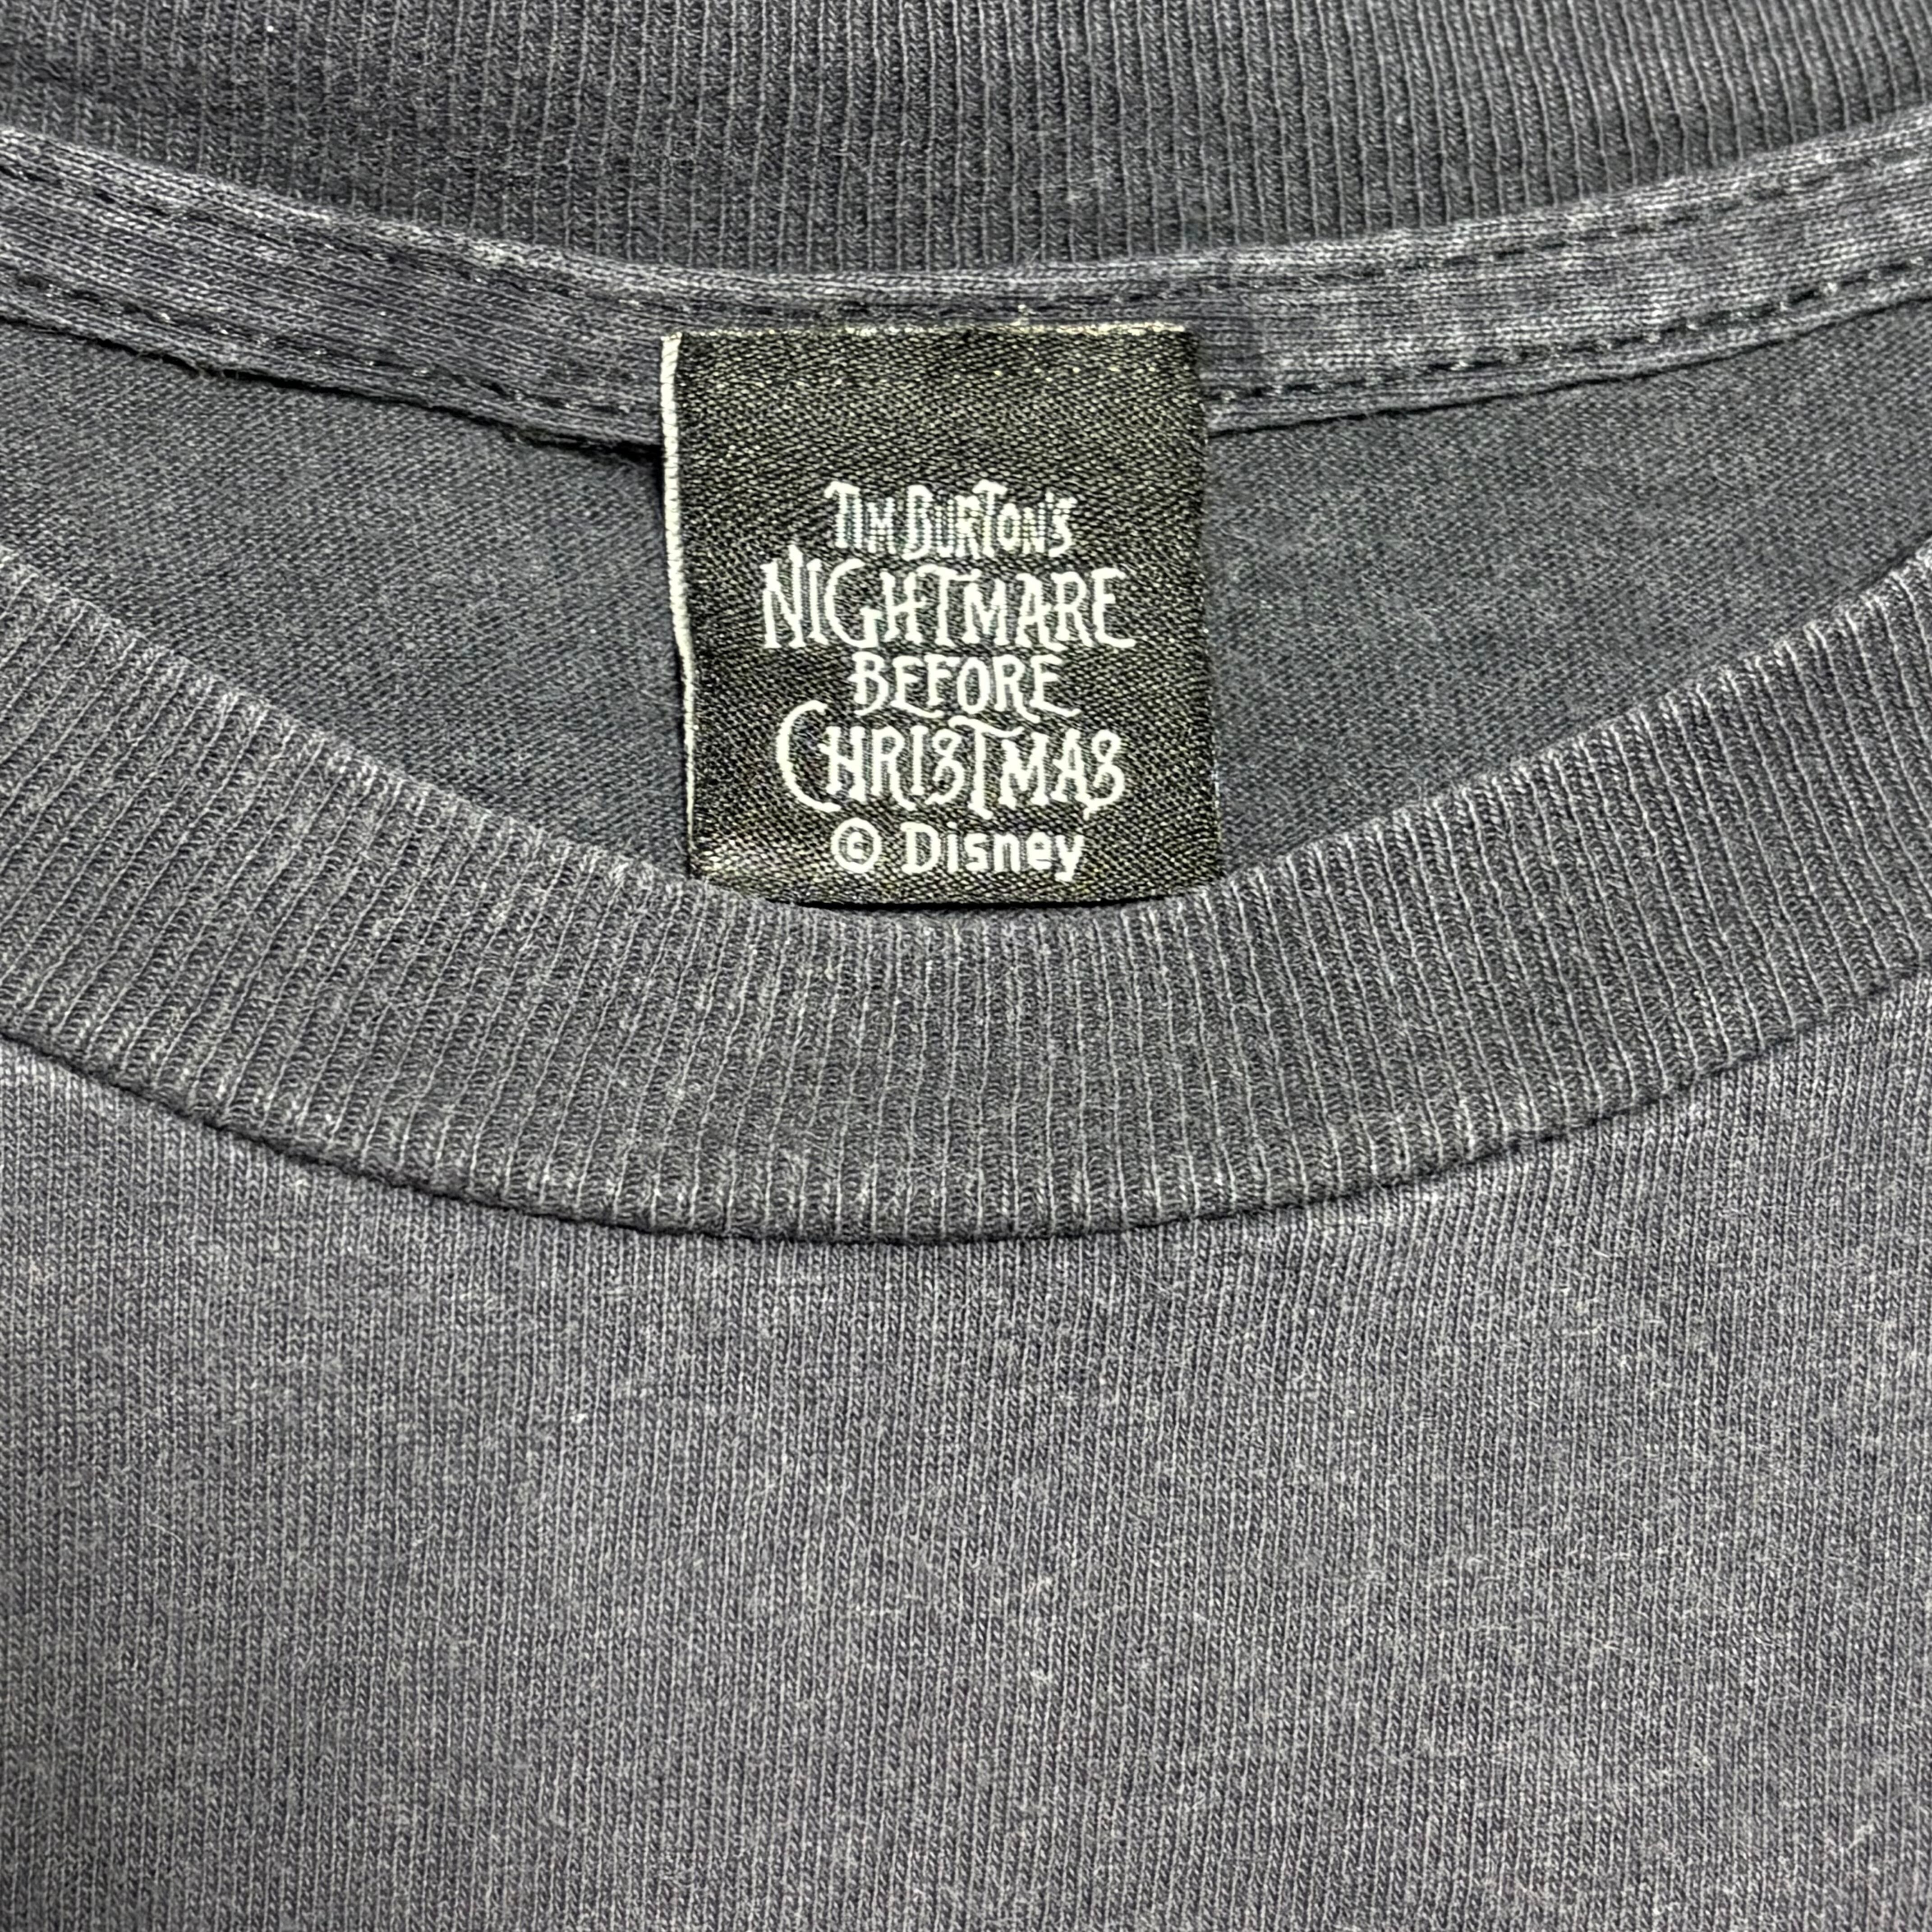 TIM BURTON'S
NIGHTMARE
BEFORE
CHRISTMAS
© Disney